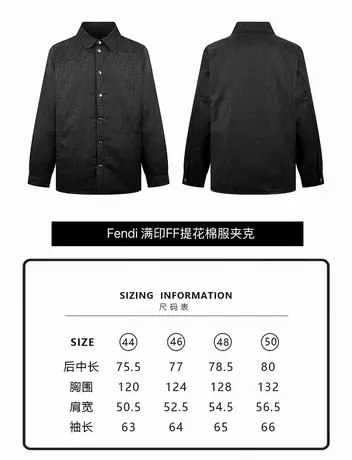 Fendi 满印FF提花棉服夹克
SIZING INFORMATION
尺码表
SIZE 44 46 48 50
后中长 75.5 77 78.5 80
胸围 120 124 128 132
肩宽 50.5 52.5 54.5 56.5
袖长 63 64 65 66